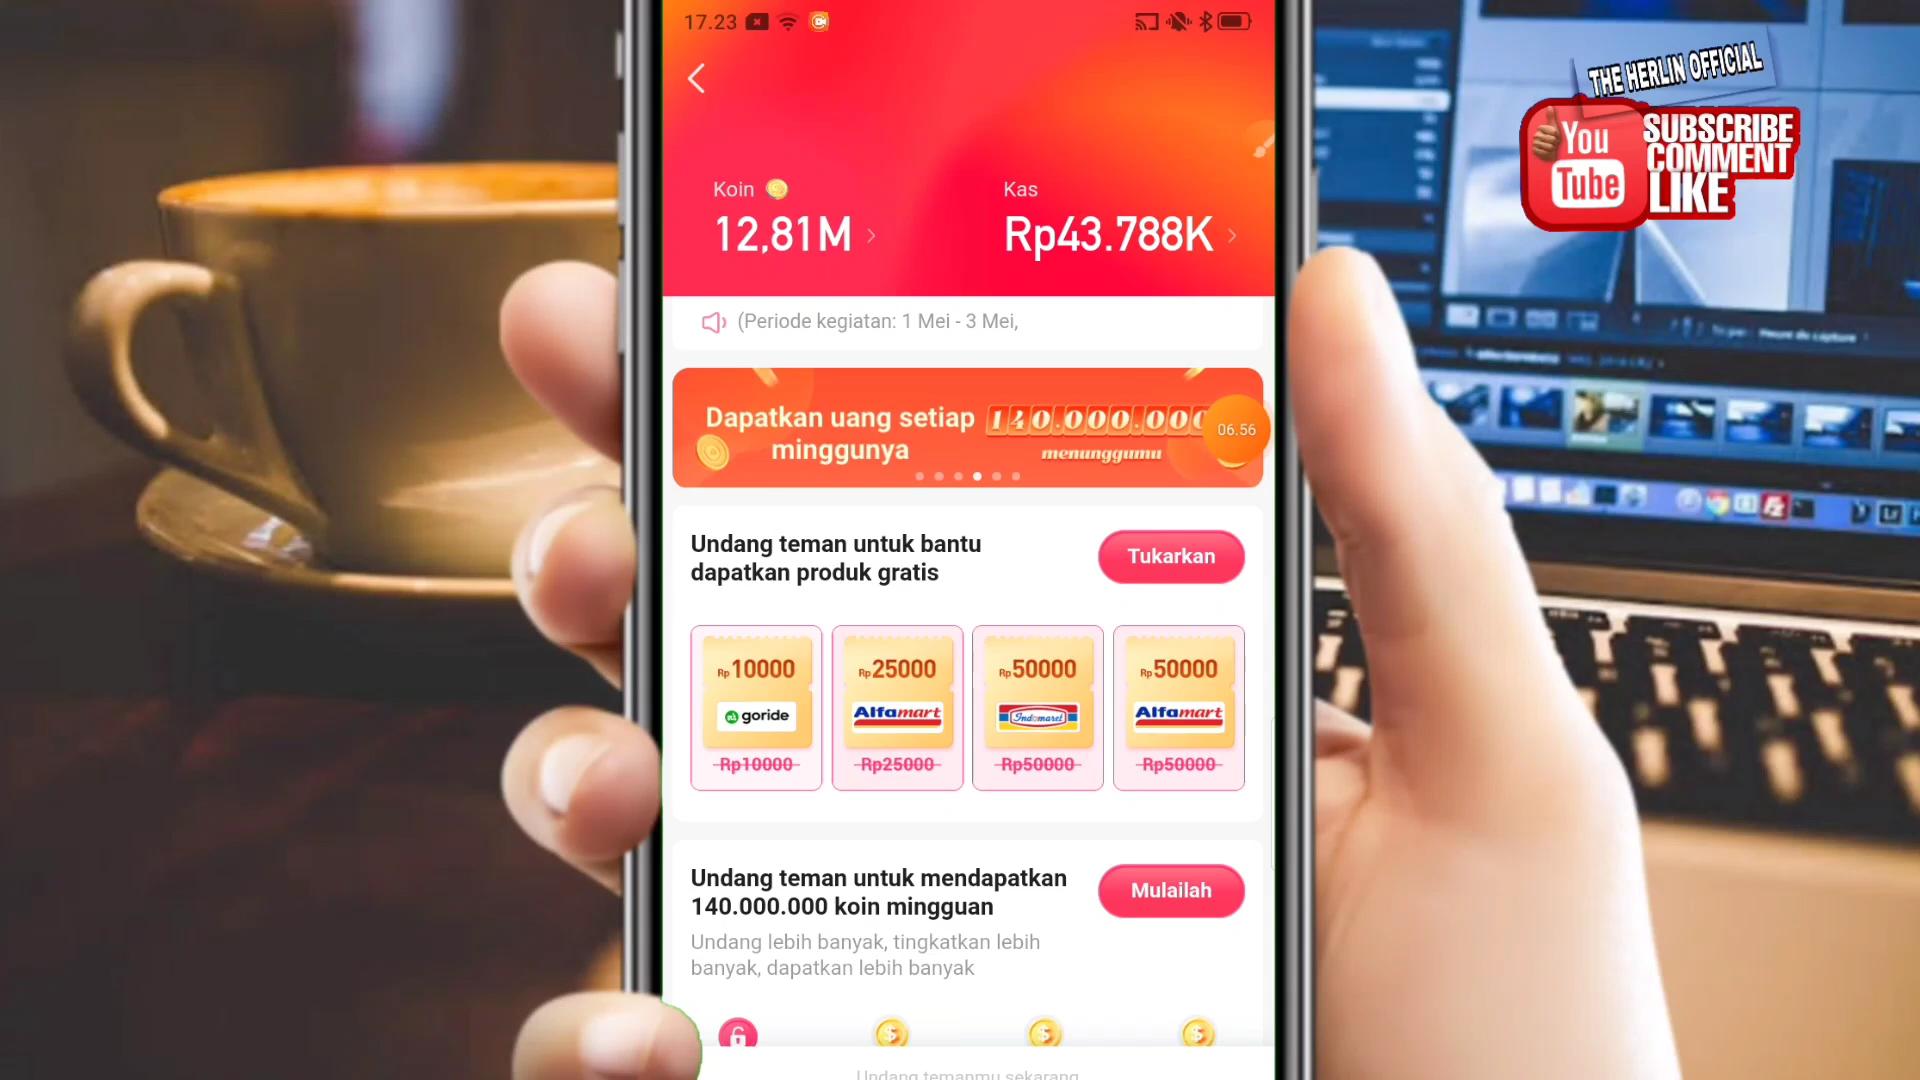 17.23
THE HERLIN OFFICIAL
You
Tube
SUBSCRIBE
COMMENT
LIKE
Koin
Kas
12,81M
Rp43.788K
(Periode kegiatan: 1 Mei - 3 Mei,
Dapatkan uang setiap
minggunya
140.000.000
menunggumu
06.56
Undang teman untuk bantu
dapatkan produk gratis
Tukarkan
Rp10000
Rp25000
Rp50000
Rp50000
goride
Alfamart
Indomaret
Alfamart
Rp10000
Rp25000
Rp50000
Rp50000
Undang teman untuk mendapatkan
140.000.000 koin mingguan
Mulailah
Undang lebih banyak, tingkatkan lebih
banyak, dapatkan lebih banyak
Undang temanmu sekarang